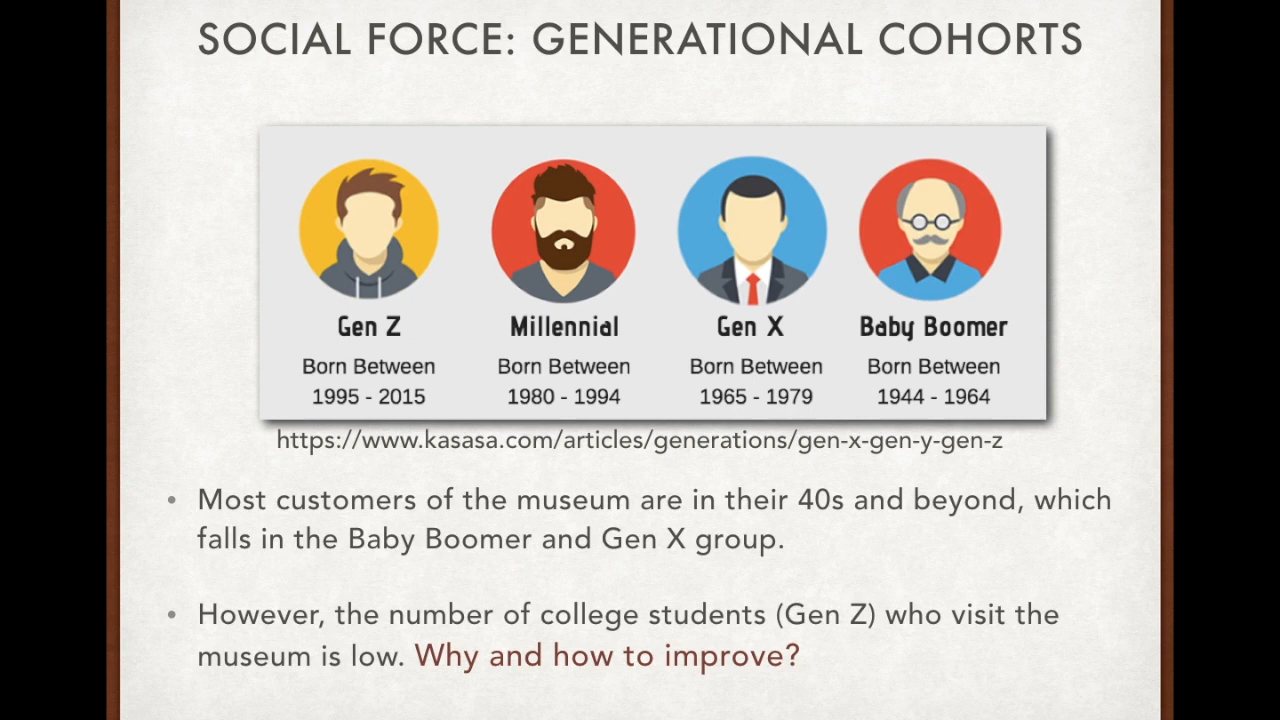 SOCIAL FORCE: GENERATIONAL COHORTS
Gen Z
Born Between
1995 - 2015
Millennial
Born Between
1980 - 1994
Gen X
Born Between
1965 - 1979
Baby Boomer
Born Between
1944 - 1964
https://www.kasasa.com/articles/generations/gen-x-gen-y-gen-z
• Most customers of the museum are in their 40s and beyond, which
falls in the Baby Boomer and Gen X group.
• However, the number of college students (Gen Z) who visit the
museum is low. Why and how to improve?